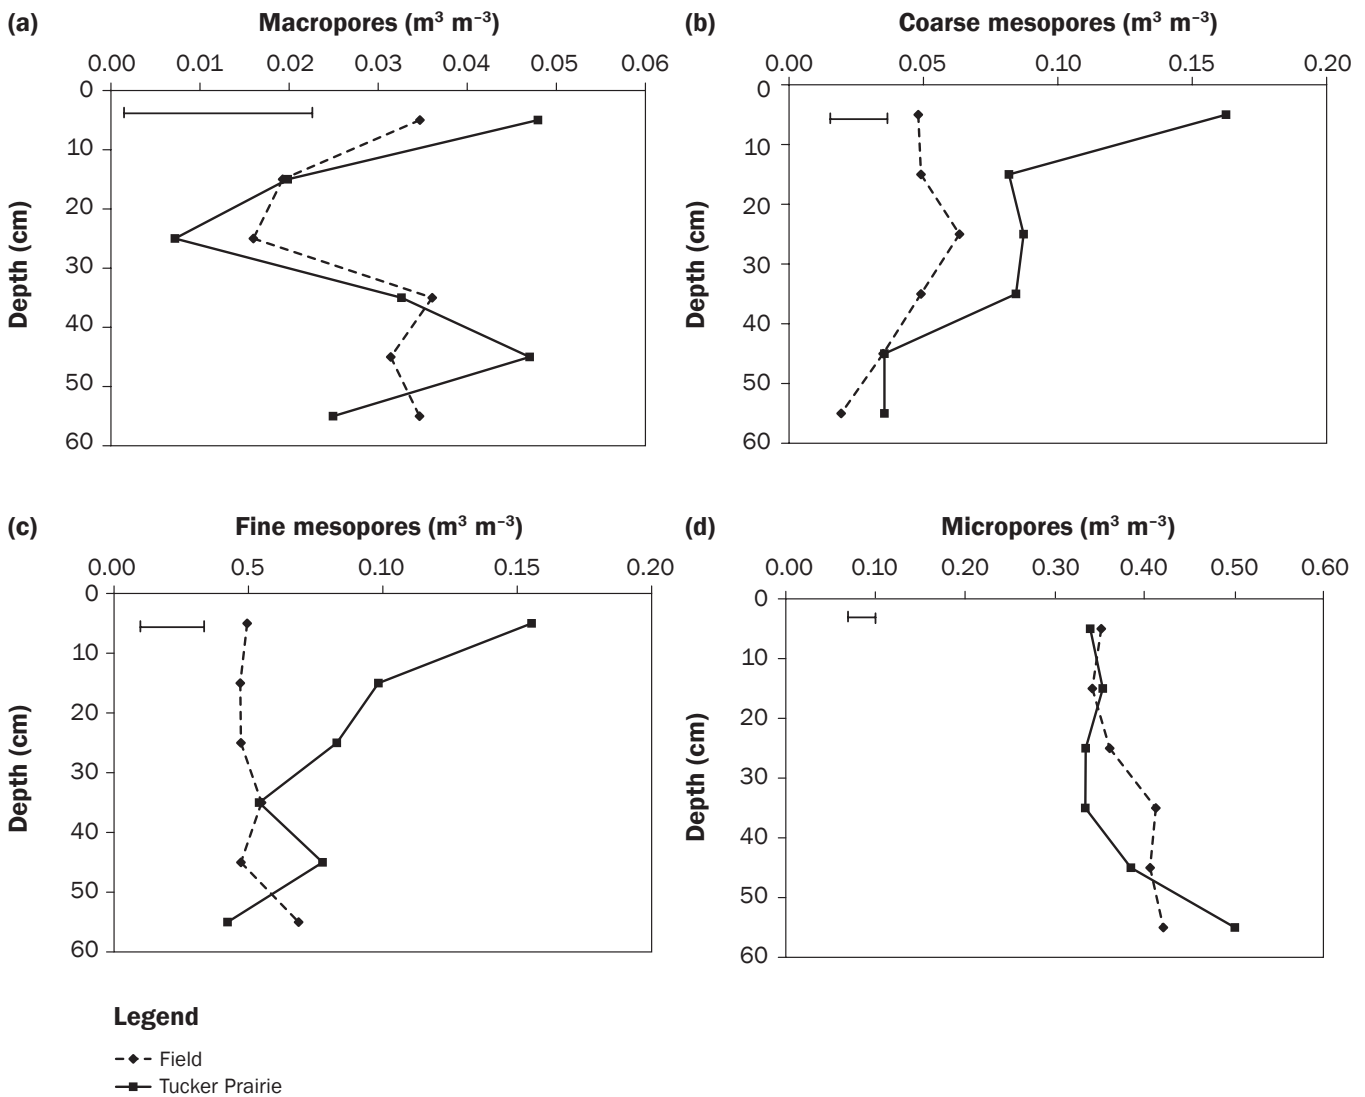 (a) Macropores (m³ m⁻³)
0.00 0.01 0.02 0.03 0.04 0.05 0.06
0
10
20
30
40
50
60
Depth (cm)
(b) Coarse mesopores (m³ m⁻³)
0.00 0.05 0.10 0.15 0.20
0
10
20
30
40
50
60
Depth (cm)
(c) Fine mesopores (m³ m⁻³)
0.00 0.5 0.10 0.15 0.20
0
10
20
30
40
50
60
Depth (cm)
(d) Micropores (m³ m⁻³)
0.00 0.10 0.20 0.30 0.40 0.50 0.60
0
10
20
30
40
50
60
Depth (cm)
Legend
Field
Tucker Prairie